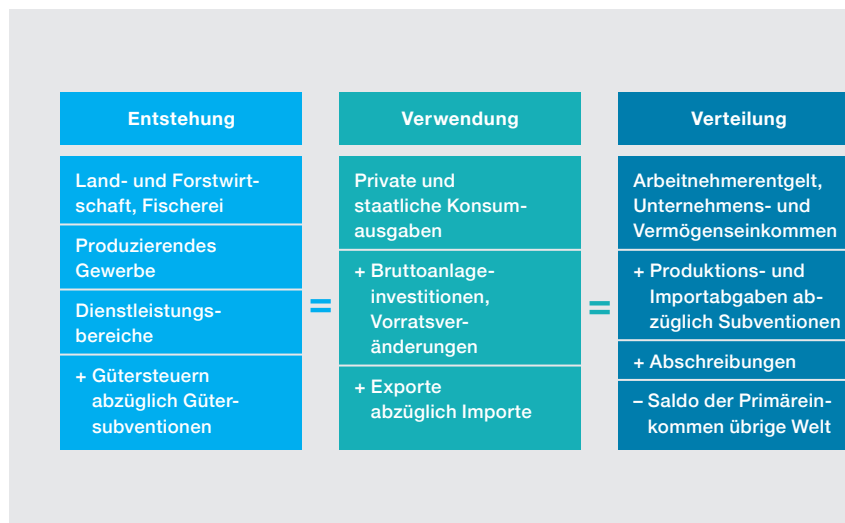 Entstehung
Land- und Forstwirt-
schaft, Fischerei
Produzierendes
Gewerbe
Dienstleistungs-
bereiche
+ Gütersteuern
abzüglich Güter-
subventionen
=
Verwendung
Private und
staatliche Konsum-
ausgaben
+ Bruttoanlage-
investitionen,
Vorratsver-
änderungen
+ Exporte
abzüglich Importe
=
Verteilung
Arbeitnehmerentgelt,
Unternehmens- und
Vermögenseinkommen
+ Produktions- und
Importabgaben ab-
züglich Subventionen
+ Abschreibungen
– Saldo der Primärein-
kommen übrige Welt